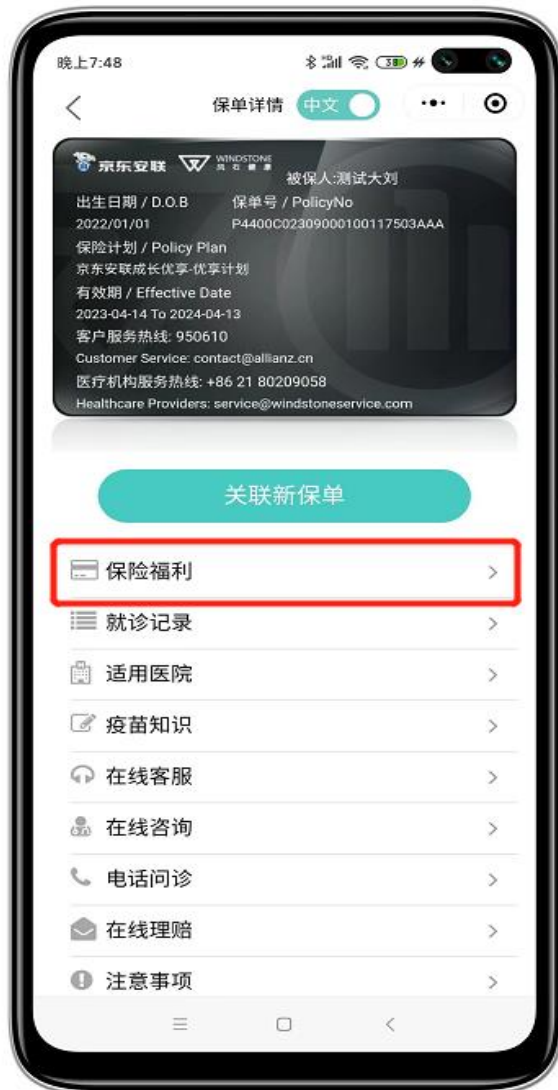 晚上7:48
38
保单详情 中文
京东安联 WINDSTONE
风石健康
被保人:测试大刘
出生日期 / D.O.B 保单号 / PolicyNo
2022/01/01 P4400C02309000100117503AAA
保险计划 / Policy Plan
京东安联成长优享-优享计划
有效期 / Effective Date
2023-04-14 To 2024-04-13
客户服务热线: 950610
Customer Service: contact@allianz.cn
医疗机构服务热线: +86 21 80209058
Healthcare Providers: service@windstoneservice.com
关联新保单
保险福利
就诊记录
适用医院
疫苗知识
在线客服
在线咨询
电话问诊
在线理赔
注意事项